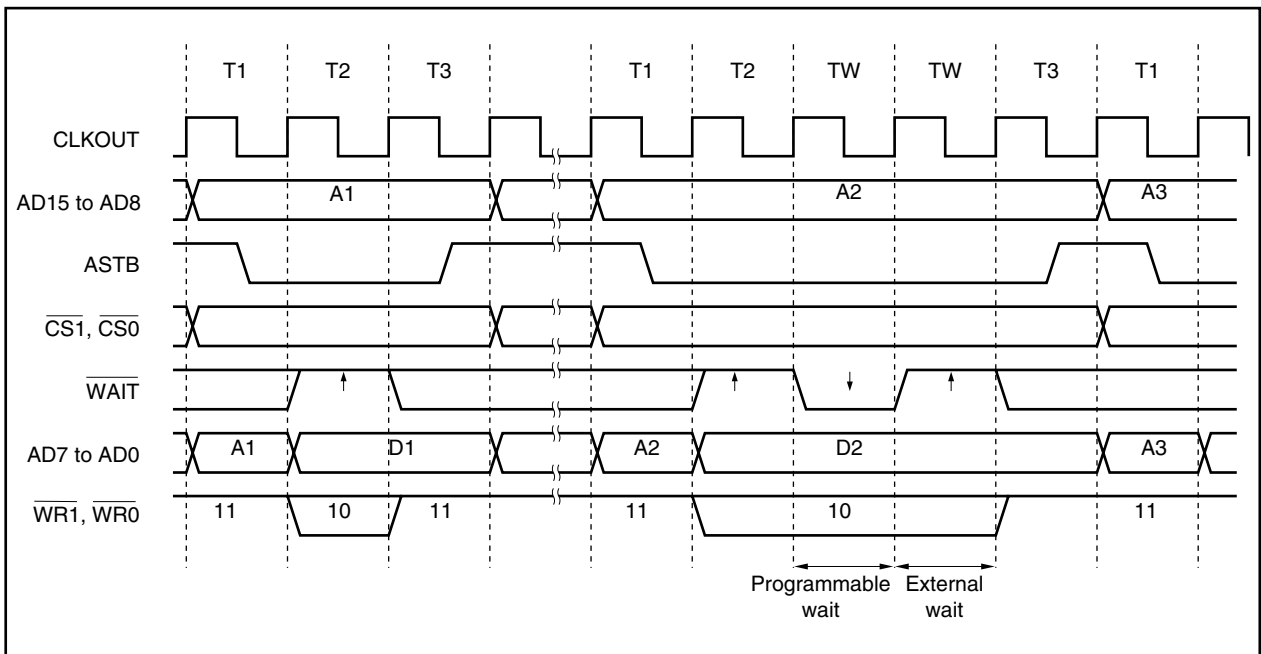 T1 T2 T3 T1 T2 TW TW T3 T1
CLKOUT
AD15 to AD8 A1 A2 A3
ASTB
CS1, CS0
WAIT
AD7 to AD0 A1 D1 A2 D2 A3
WR1, WR0 11 10 11 11 10 11
Programmable wait
External wait